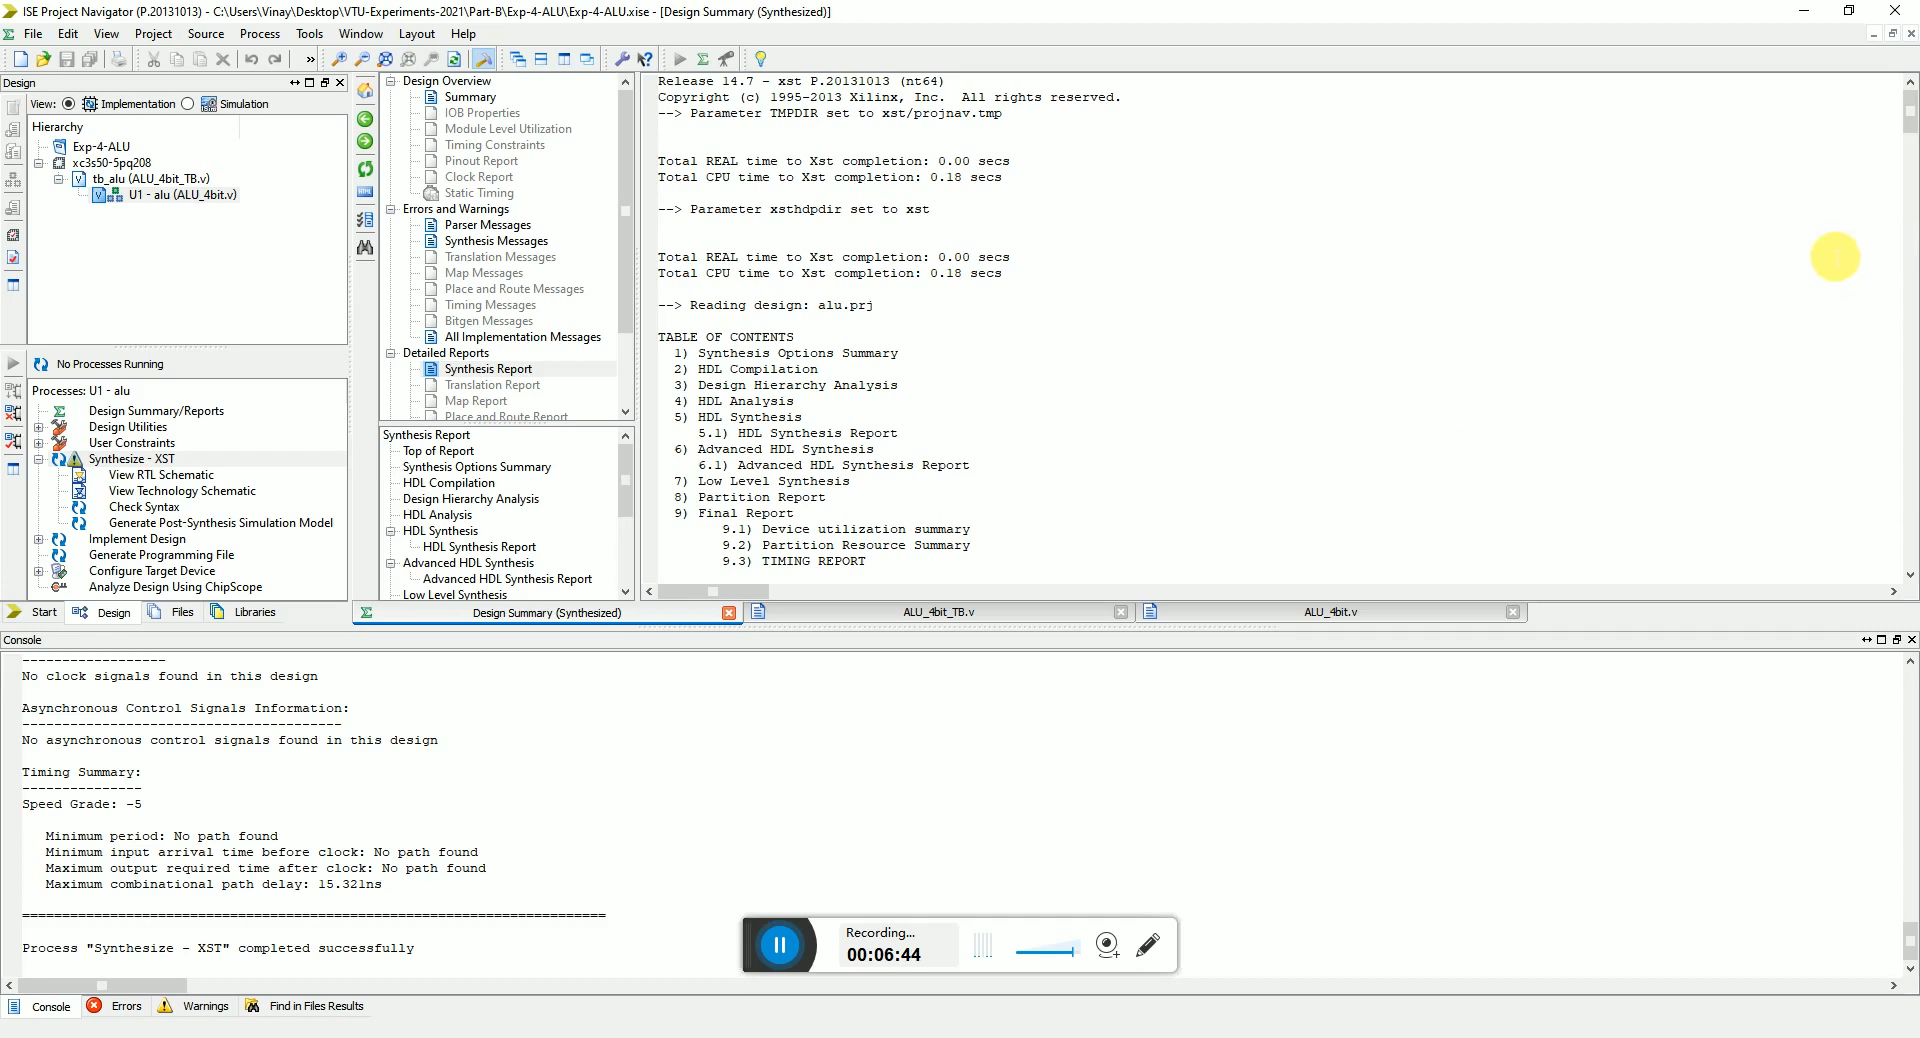 ISE Project Navigator (P.20131013) - C:\Users\Vinay\Desktop\VTU-Experiments-2021\Part-B\Exp-4-ALU\Exp-4-ALU.xise - [Design Summary (Synthesized)]
File Edit View Project Source Process Tools Window Layout Help
»
Design
View: Implementation Simulation
Hierarchy
Exp-4-ALU
xc3s50-5pq208
tb_alu (ALU_4bit_TB.v)
U1 - alu (ALU_4bit.v)
No Processes Running
Processes: U1 - alu
Design Summary/Reports
Design Utilities
User Constraints
Synthesize - XST
View RTL Schematic
View Technology Schematic
Check Syntax
Generate Post-Synthesis Simulation Model
Implement Design
Generate Programming File
Configure Target Device
Analyze Design Using ChipScope
Start Design Files Libraries
Design Overview
Summary
IOB Properties
Module Level Utilization
Timing Constraints
Pinout Report
Clock Report
Static Timing
Errors and Warnings
Parser Messages
Synthesis Messages
Translation Messages
Map Messages
Place and Route Messages
Timing Messages
Bitgen Messages
All Implementation Messages
Detailed Reports
Synthesis Report
Translation Report
Map Report
Place and Route Report
Synthesis Report
Top of Report
Synthesis Options Summary
HDL Compilation
Design Hierarchy Analysis
HDL Analysis
HDL Synthesis
HDL Synthesis Report
Advanced HDL Synthesis
Advanced HDL Synthesis Report
Low Level Synthesis
Release 14.7 - xst P.20131013 (nt64)
Copyright (c) 1995-2013 Xilinx, Inc.  All rights reserved.
--> Parameter TMPDIR set to xst/projnav.tmp
Total REAL time to Xst completion: 0.00 secs
Total CPU time to Xst completion: 0.18 secs
--> Parameter xsthdpdir set to xst
Total REAL time to Xst completion: 0.00 secs
Total CPU time to Xst completion: 0.18 secs
--> Reading design: alu.prj
TABLE OF CONTENTS
1) Synthesis Options Summary
2) HDL Compilation
3) Design Hierarchy Analysis
4) HDL Analysis
5) HDL Synthesis
5.1) HDL Synthesis Report
6) Advanced HDL Synthesis
6.1) Advanced HDL Synthesis Report
7) Low Level Synthesis
8) Partition Report
9) Final Report
9.1) Device utilization summary
9.2) Partition Resource Summary
9.3) TIMING REPORT
Design Summary (Synthesized) ALU_4bit_TB.v ALU_4bit.v
Console
------------------
No clock signals found in this design
Asynchronous Control Signals Information:
----------------------------------------
No asynchronous control signals found in this design
Timing Summary:
---------------
Speed Grade: -5
Minimum period: No path found
Minimum input arrival time before clock: No path found
Maximum output required time after clock: No path found
Maximum combinational path delay: 15.321ns
=========================================================================
Process "Synthesize - XST" completed successfully
Recording...
00:06:44
Console Errors Warnings Find in Files Results